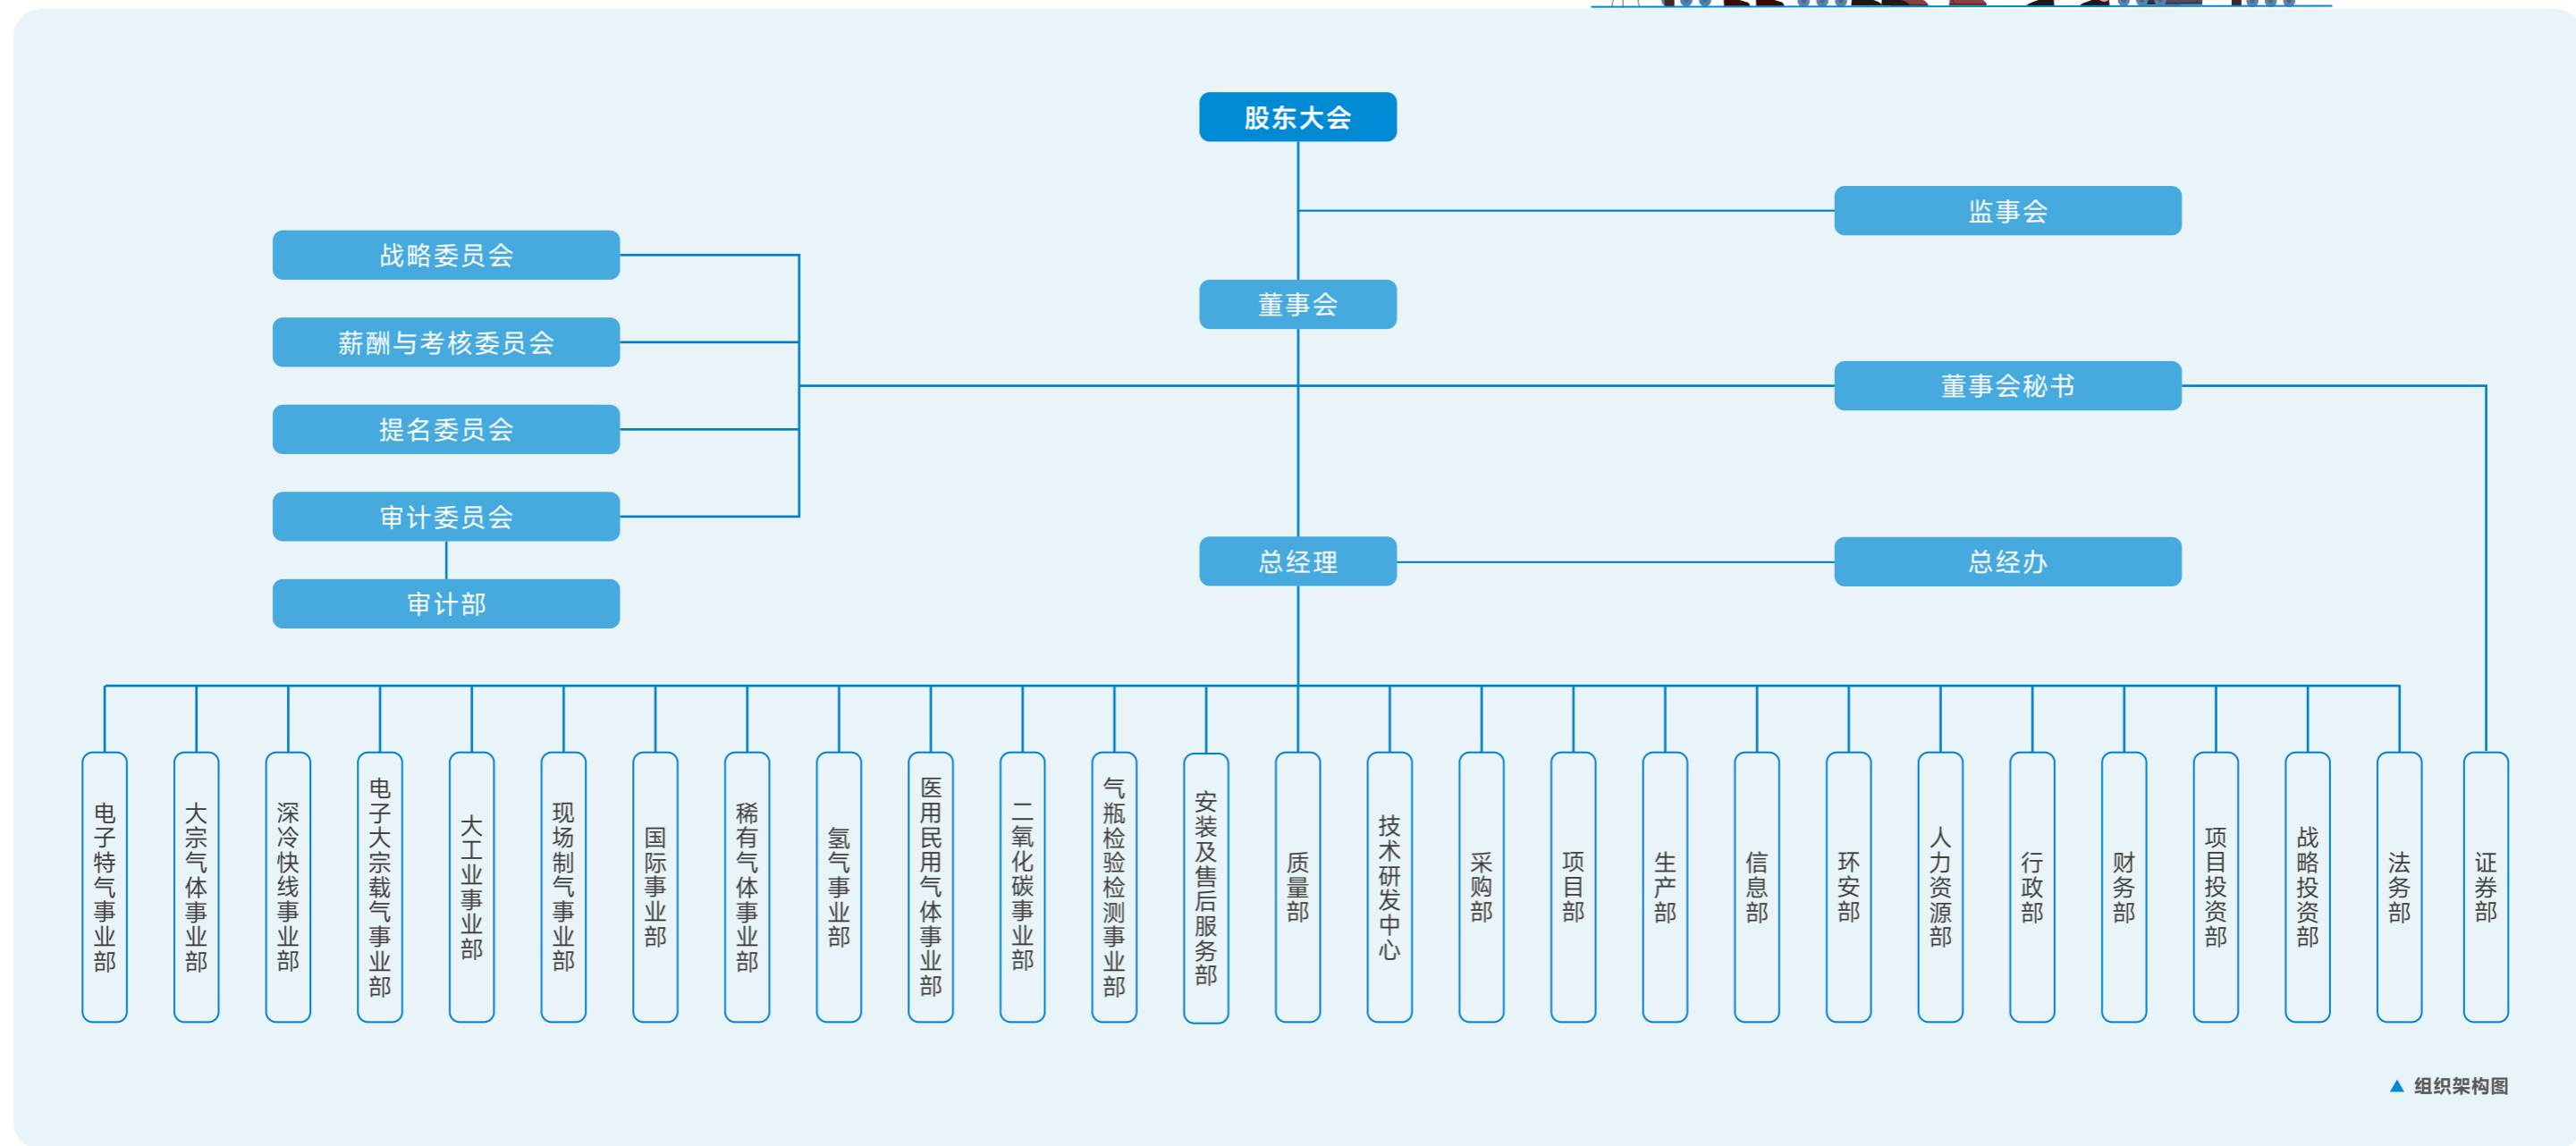 股东大会
监事会
战略委员会
董事会
薪酬与考核委员会
董事会秘书
提名委员会
审计委员会
总经理
总经办
审计部
电子特气事业部
大宗气体事业部
深冷快线事业部
电子大宗载气事业部
大工业事业部
现场制气事业部
国际事业部
稀有气体事业部
氢气事业部
医用民用气体事业部
二氧化碳事业部
气瓶检验检测事业部
安装及售后服务部
质量部
技术研发中心
采购部
项目部
生产部
信息部
环安部
人力资源部
行政部
财务部
项目投资部
战略投资部
法务部
证券部
▲ 组织架构图